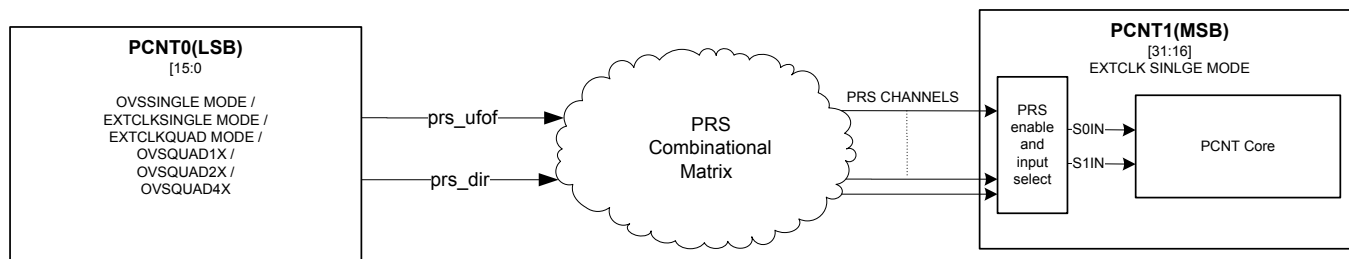 PCNT0(LSB)
[15:0
OVSSINGLE MODE /
EXTCLKSINGLE MODE /
EXTCLKQUAD MODE /
OVSQUAD1X /
OVSQUAD2X /
OVSQUAD4X
prs_ufof
prs_dir
PRS
Combinational
Matrix
PRS CHANNELS
PCNT1(MSB)
[31:16]
EXTCLK SINLGE MODE
PRS
enable
and
input
select
S0IN
S1IN
PCNT Core